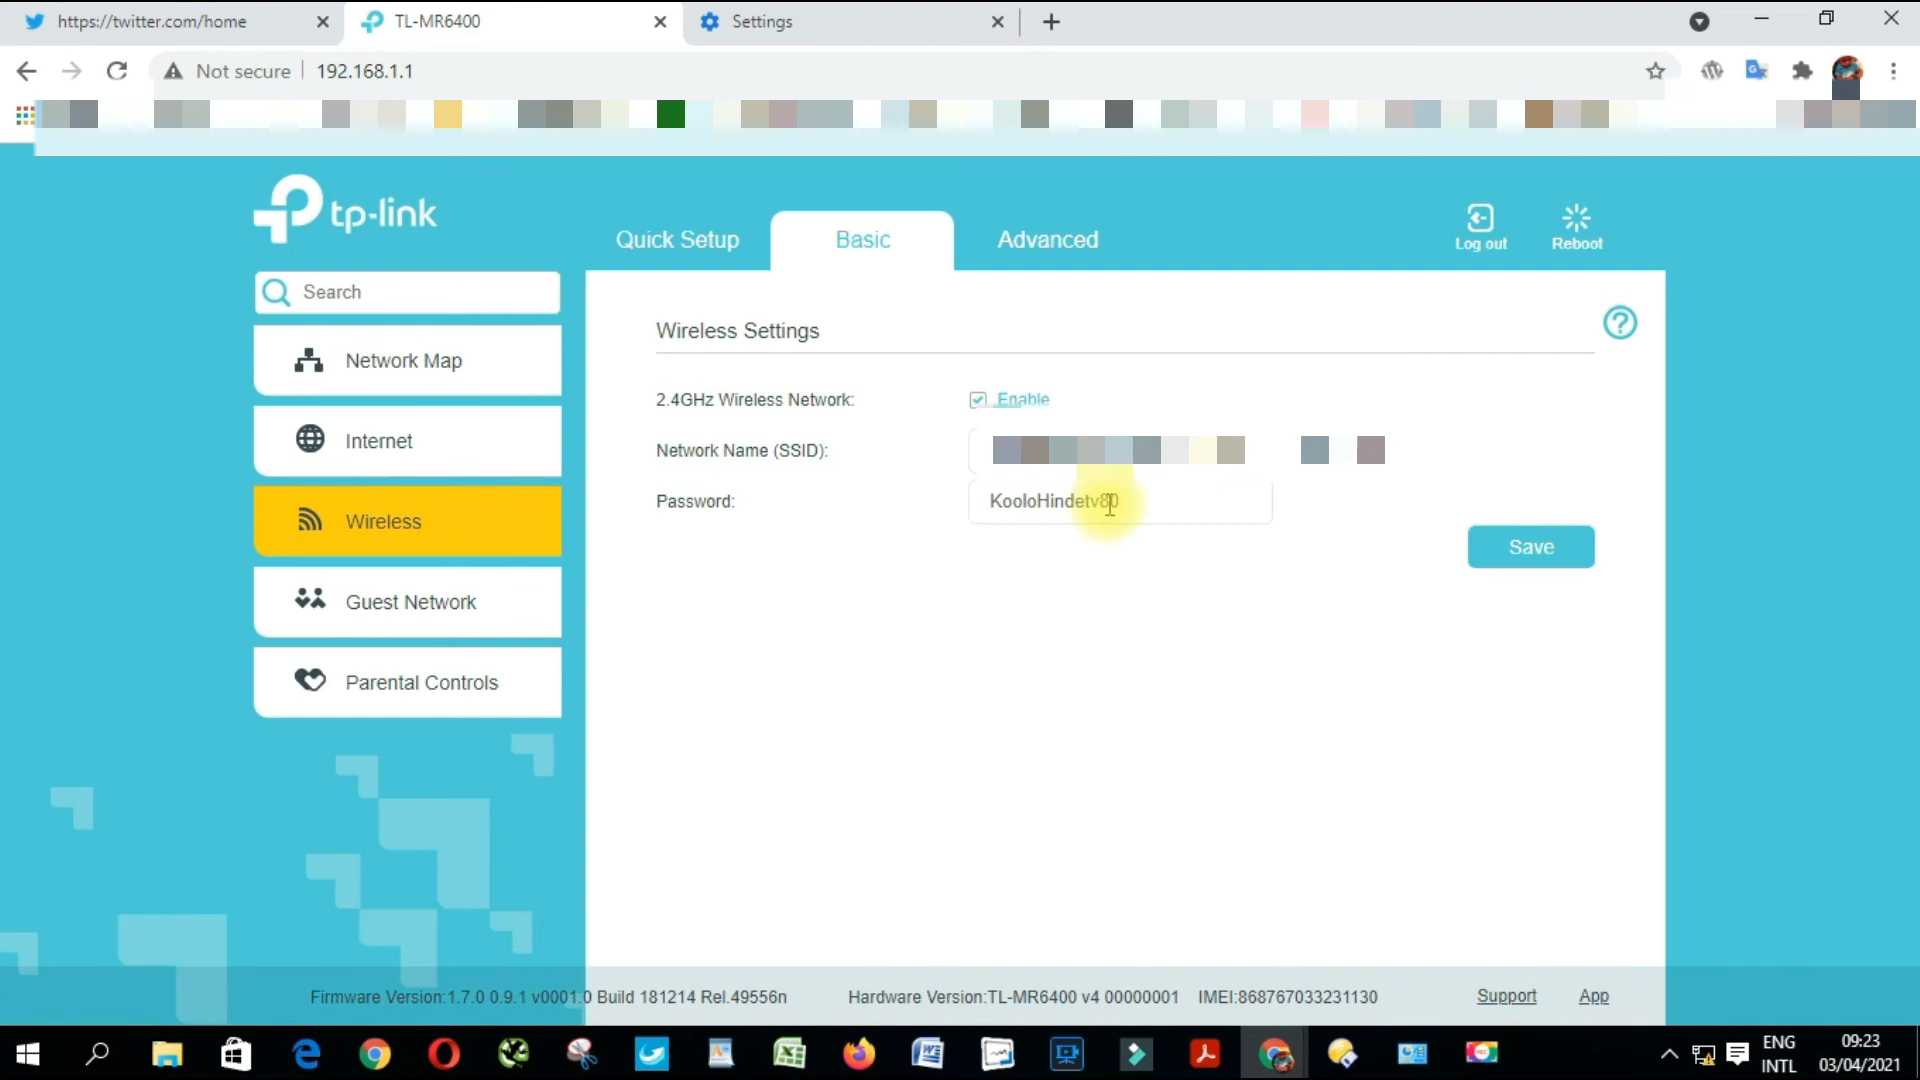 https://twitter.com/home
TL-MR6400
Settings
Not secure
192.168.1.1
tp-link
Quick Setup
Basic
Advanced
Log out
Reboot
Search
Network Map
Internet
Wireless
Guest Network
Parental Controls
Wireless Settings
2.4GHz Wireless Network:
Enable
Network Name (SSID):
Password:
KooloHindetv80
Save
Firmware Version:1.7.0 0.9.1 v0001.0 Build 181214 Rel.49556n
Hardware Version:TL-MR6400 v4 00000001
IMEI:868767033231130
Support
App
ENG
INTL
09:23
03/04/2021